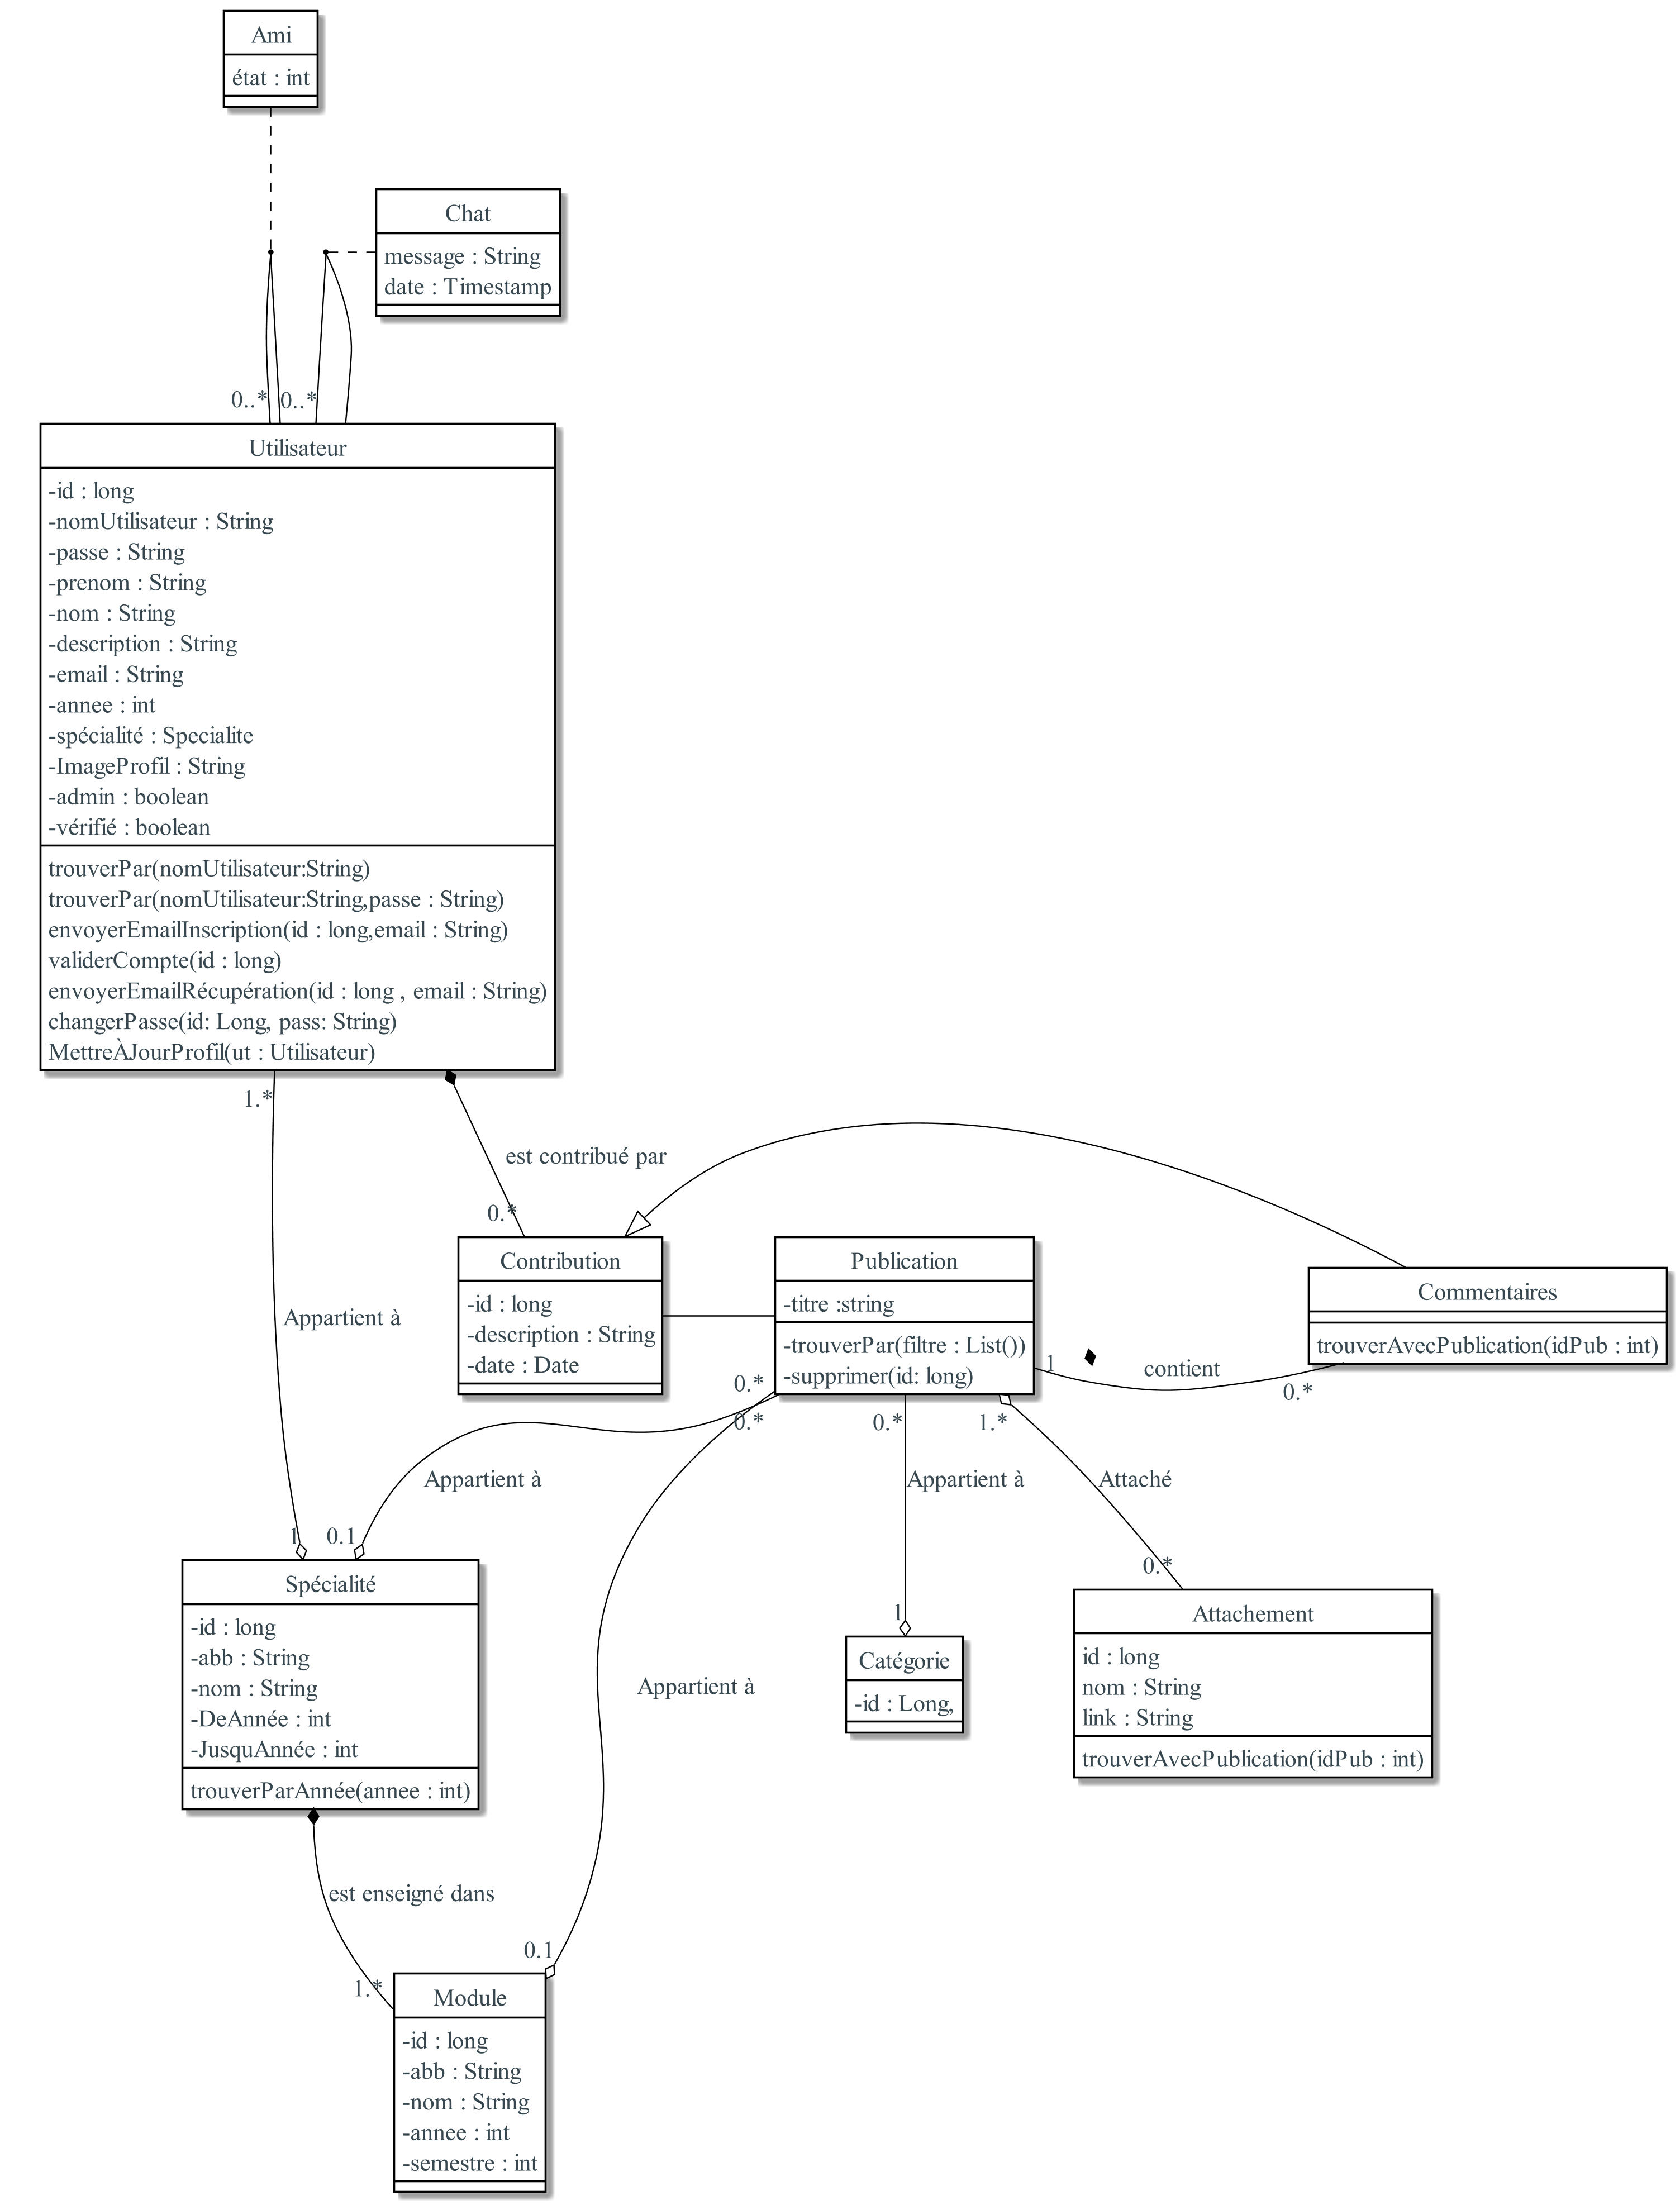 Ami
état : int
Chat
message : String
date : Timestamp
0..*
0..*
Utilisateur
-id : long
-nomUtilisateur : String
-passe : String
-prenom : String
-nom : String
-description : String
-email : String
-annee : int
-spécialité : Specialite
-ImageProfil : String
-admin : boolean
-vérifié : boolean
trouverPar(nomUtilisateur:String)
trouverPar(nomUtilisateur:String,passe : String)
envoyerEmailInscription(id : long,email : String)
validerCompte(id : long)
envoyerEmailRécupération(id : long , email : String)
changerPasse(id: Long, pass: String)
MettreÀJourProfil(ut : Utilisateur)
1.*
est contribué par
0.*
Appartient à
Contribution
-id : long
-description : String
-date : Date
Publication
-titre :string
-trouverPar(filtre : List())
-supprimer(id: long)
Commentaires
trouverAvecPublication(idPub : int)
1
contient
0.*
0.*
0.*
0.*
1.*
Appartient à
Appartient à
Attaché
1
0.1
0.*
Spécialité
-id : long
-abb : String
-nom : String
-DeAnnée : int
-JusquAnnée : int
trouverParAnnée(annee : int)
Appartient à
1
Catégorie
-id : Long,
Attachement
id : long
nom : String
link : String
trouverAvecPublication(idPub : int)
est enseigné dans
0.1
1.*
Module
-id : long
-abb : String
-nom : String
-annee : int
-semestre : int